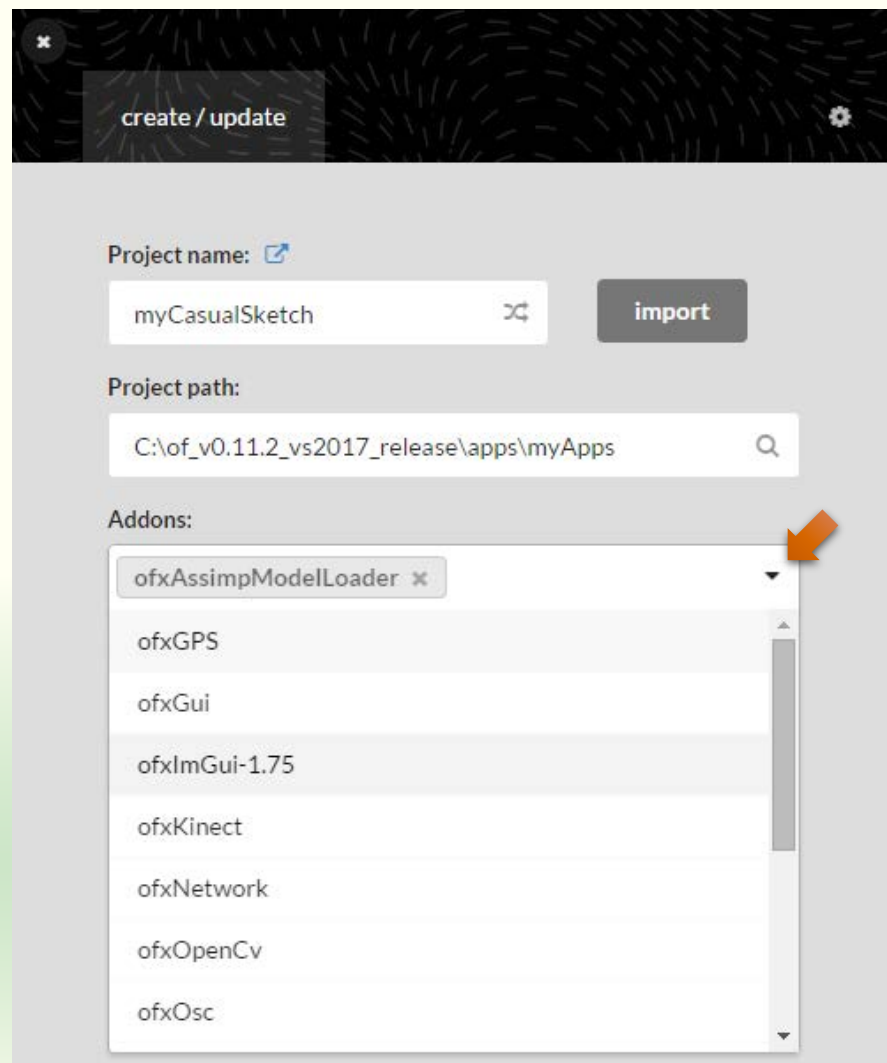 create / update
Project name:
myCasualSketch
import
Project path:
C:\of_v0.11.2_vs2017_release\apps\myApps
Addons:
ofxAssimpModelLoader
ofxGPS
ofxGui
ofxImGui-1.75
ofxKinect
ofxNetwork
ofxOpenCv
ofxOsc